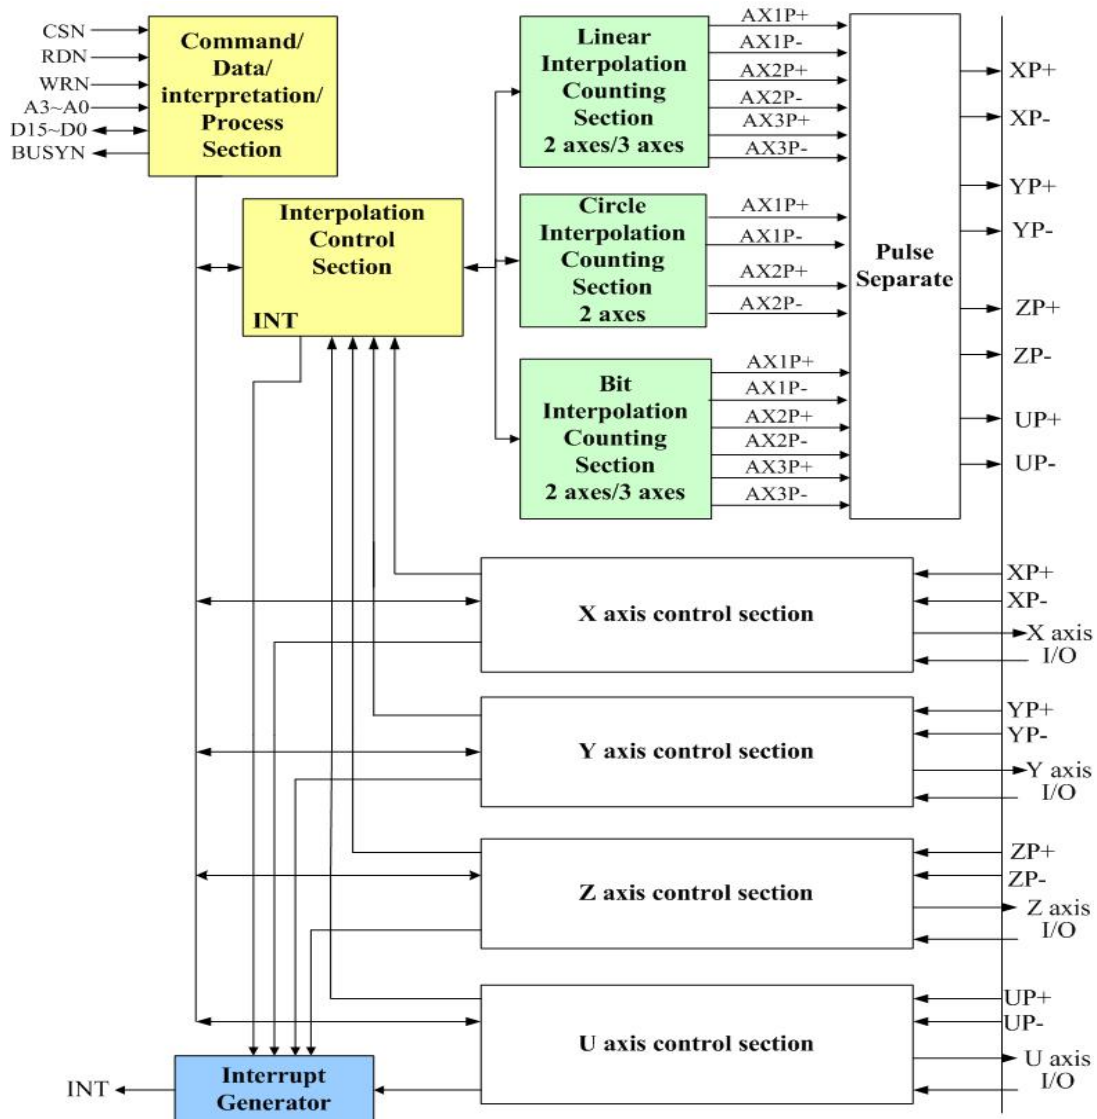 CSN
RDN
WRN
A3~A0
D15~D0
BUSYN
Command/
Data/
interpretation/
Process
Section
Interpolation
Control
Section
INT
Linear
Interpolation
Counting
Section
2 axes/3 axes
AX1P+
AX1P-
AX2P+
AX2P-
AX3P+
AX3P-
Circle
Interpolation
Counting
Section
2 axes
AX1P+
AX1P-
AX2P+
AX2P-
Bit
Interpolation
Counting
Section
2 axes/3 axes
AX1P+
AX1P-
AX2P+
AX2P-
AX3P+
AX3P-
Pulse
Separate
XP+
XP-
YP+
YP-
ZP+
ZP-
UP+
UP-
X axis control section
XP+
XP-
X axis
I/O
Y axis control section
YP+
YP-
Y axis
I/O
Z axis control section
ZP+
ZP-
Z axis
I/O
U axis control section
UP+
UP-
U axis
I/O
INT
Interrupt
Generator